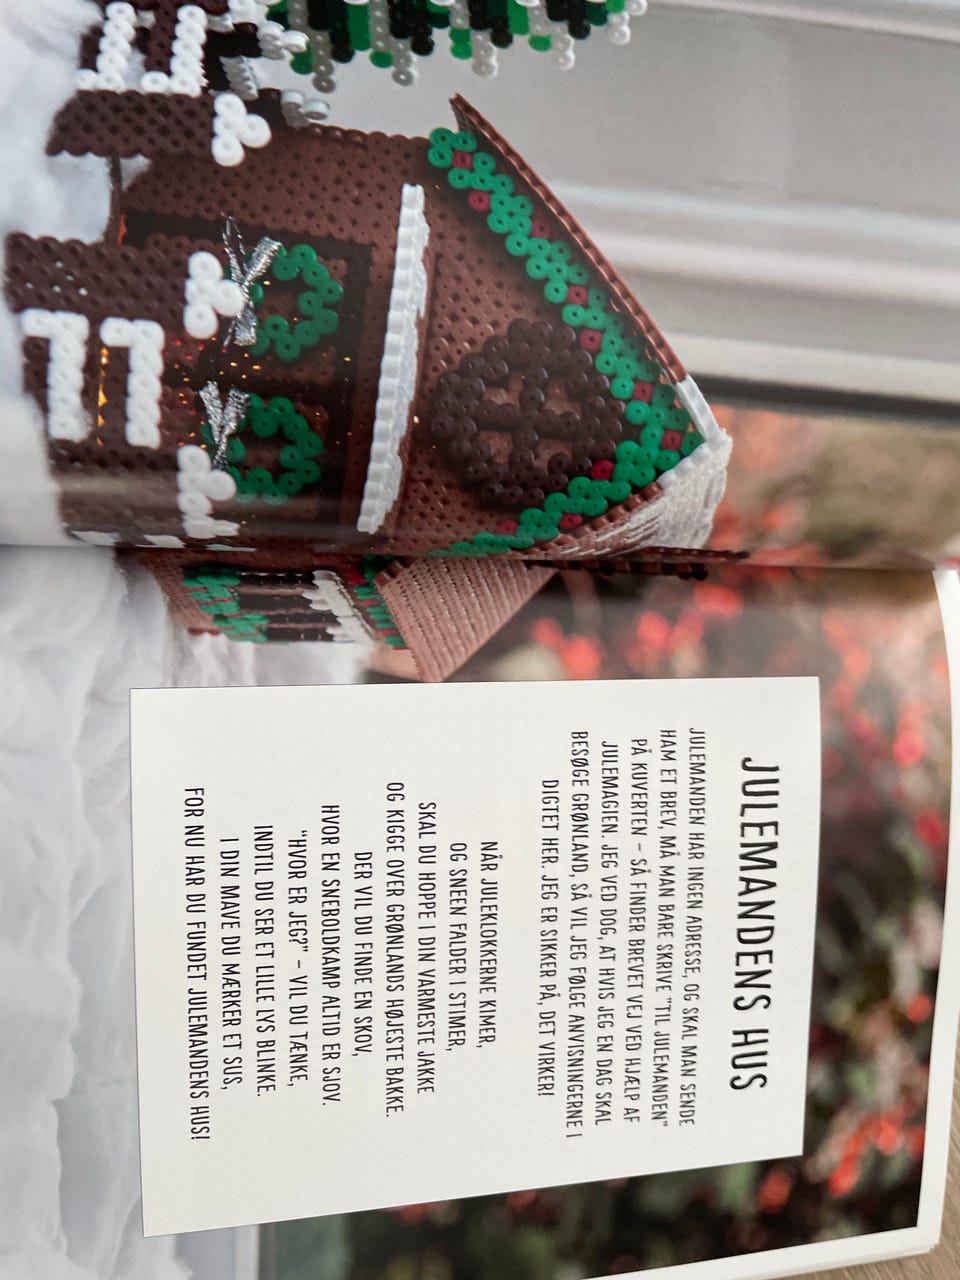 JULEMANDENS HUS
JULEMANDEN HAR INGEN ADRESSE, OG SKAL MAN SENDE
HAM ET BREV, MÅ MAN BARE SKRIVE "TIL JULEMANDEN"
PÅ KUVERTEN – SÅ FINDER BREVET VEJ VED HJÆLP AF
JULEMAGIEN. JEG VED DOG, AT HVIS JEG EN DAG SKAL
BESØGE GRØNLAND, SÅ VIL JEG FØLGE ANVISNINGERNE I
DIGTET HER. JEG ER SIKKER PÅ, DET VIRKER!
NÅR JULEKLOKKERNE KIMER,
OG SNEEN FALDER I STIMER,
SKAL DU HOPPE I DIN VARMESTE JAKKE
OG KIGGE OVER GRØNLANDS HØJESTE BAKKE.
DER VIL DU FINDE EN SKOV,
HVOR EN SNEBOLDKAMP ALTID ER SJOV.
"HVOR ER JEG?" – VIL DU TÆNKE,
INDTIL DU SER ET LILLE LYS BLINKE.
I DIN MAVE DU MÆRKER ET SUS,
FOR NU HAR DU FUNDET JULEMANDENS HUS!